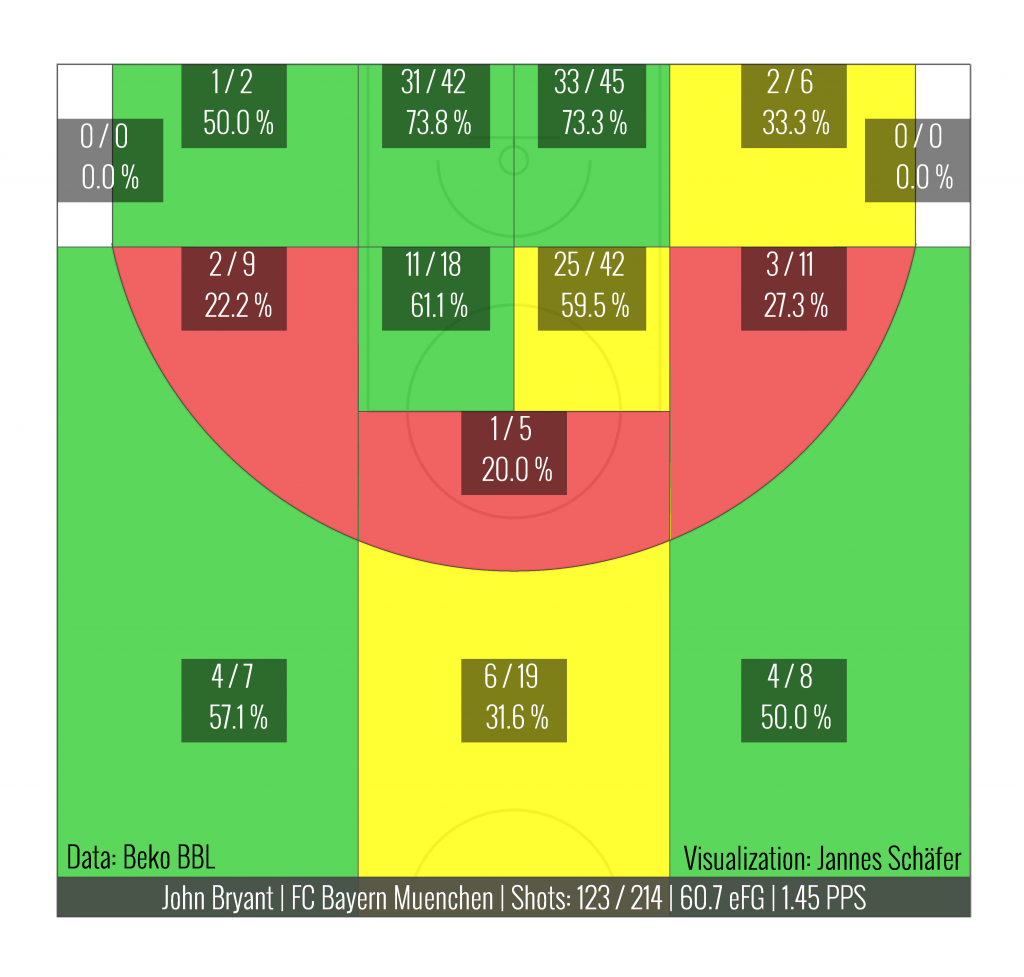 1 / 2
50.0 %
31 / 42
73.8 %
33 / 45
73.3 %
2 / 6
33.3 %
0 / 0
0.0 %
0 / 0
0.0 %
2 / 9
22.2 %
11 / 18
61.1 %
25 / 42
59.5 %
3 / 11
27.3 %
1 / 5
20.0 %
4 / 7
57.1 %
6 / 19
31.6 %
4 / 8
50.0 %
Data: Beko BBL
Visualization: Jannes Schäfer
John Bryant | FC Bayern Muenchen | Shots: 123 / 214 | 60.7 eFG | 1.45 PPS